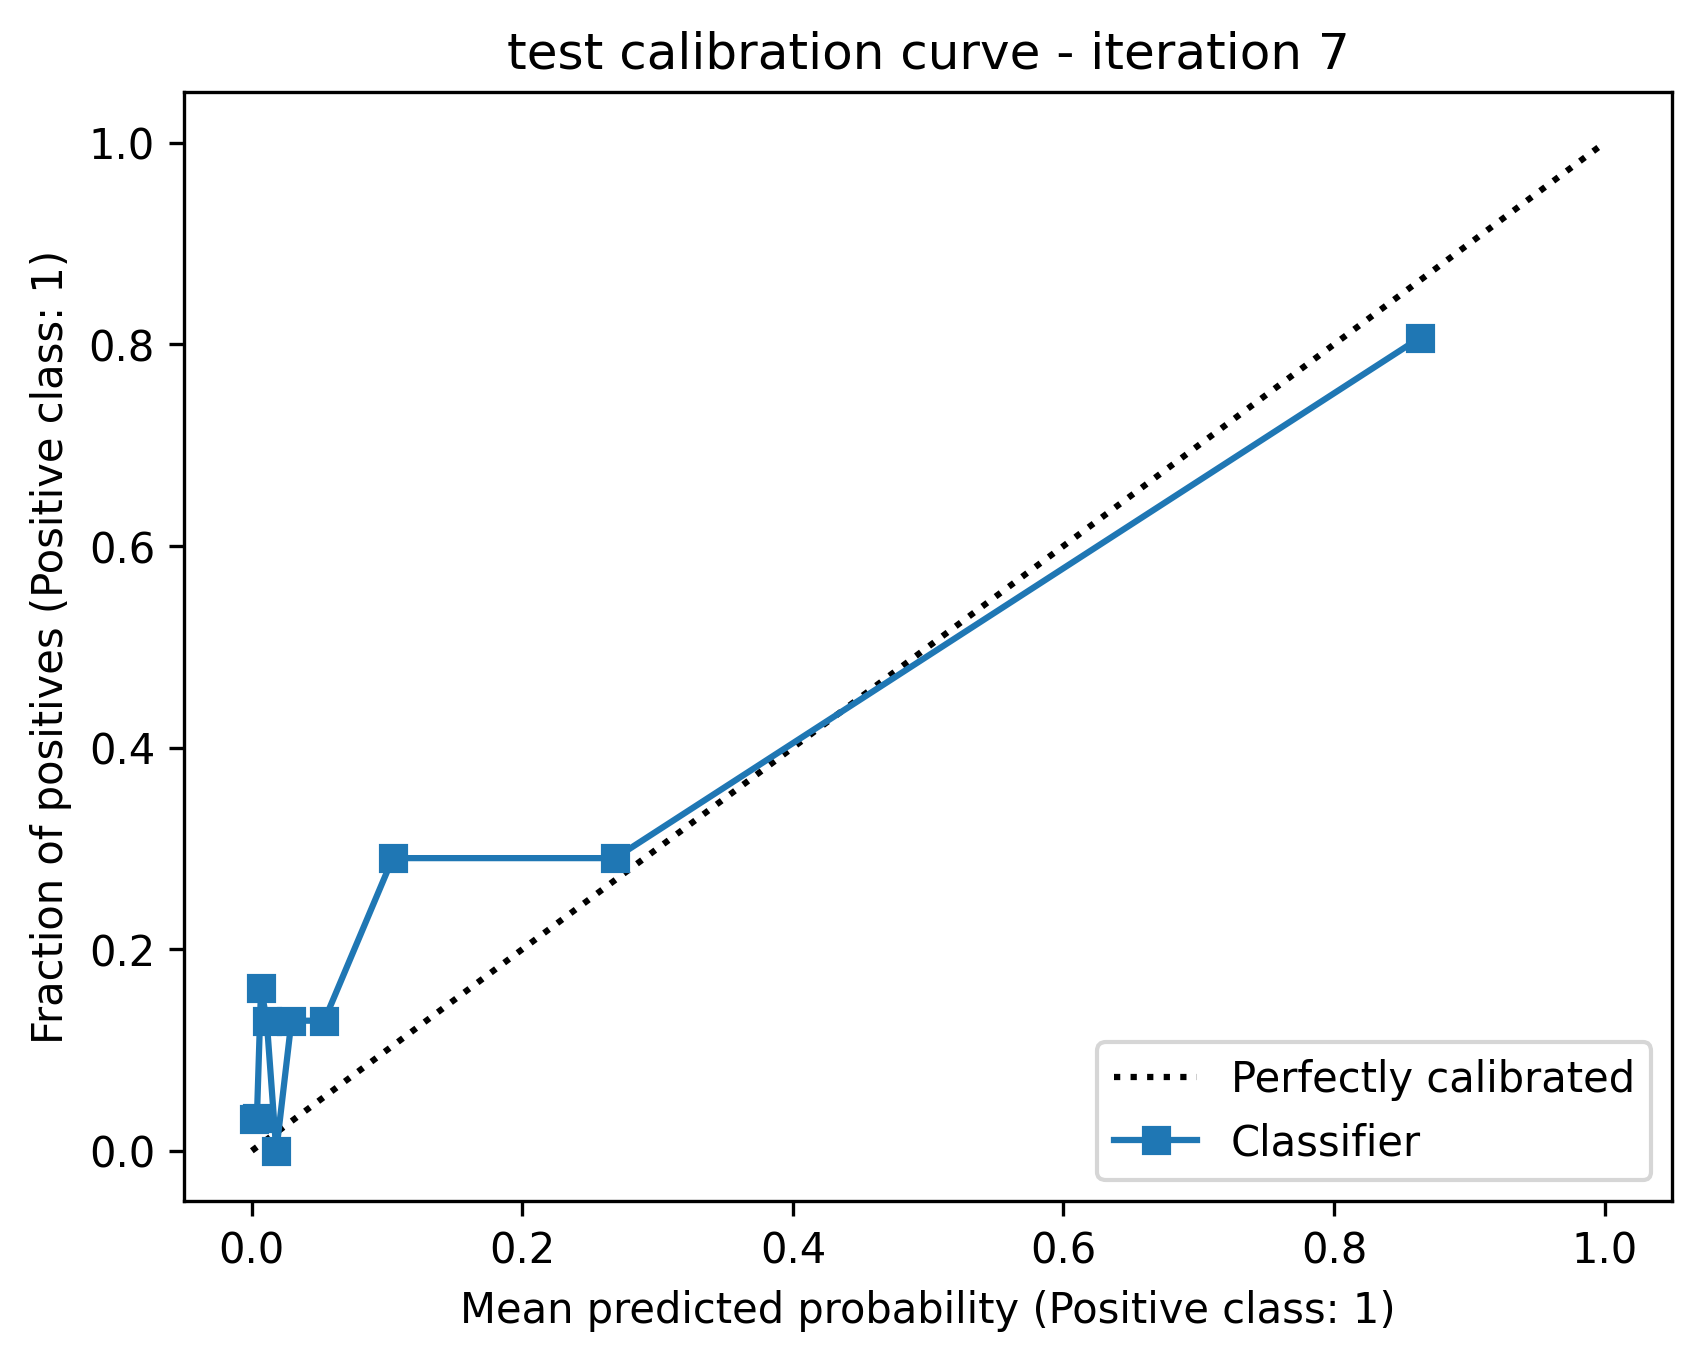 test calibration curve - iteration 7
Fraction of positives (Positive class: 1)
1.0
0.8
0.6
0.4
0.2
0.0
Perfectly calibrated
Classifier
0.0 0.2 0.4 0.6 0.8 1.0
Mean predicted probability (Positive class: 1)